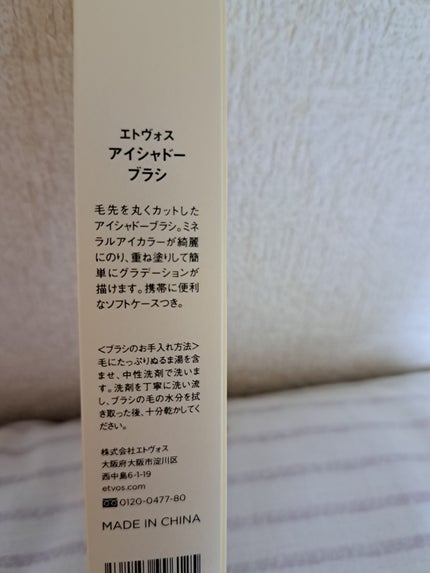 エトヴォス
アイシャドー
ブラシ
毛先を丸くカットした
アイシャドーブラシ。ミネ
ラルアイカラーが綺麗
にのり、重ね塗りして簡
単にグラデーションが
描けます。携帯に便利
なソフトケースつき。
<ブラシのお手入れ方法>
毛にたっぷりぬるま湯を含
ませ、中性洗剤で洗いま
す。洗剤を丁寧に洗い流
し、ブラシの毛の水分を拭
き取った後、十分乾かしてく
ださい。
株式会社エトヴォス
大阪府大阪市淀川区
西中島6-1-19
etvos.com
0120-0477-80
MADE IN CHINA